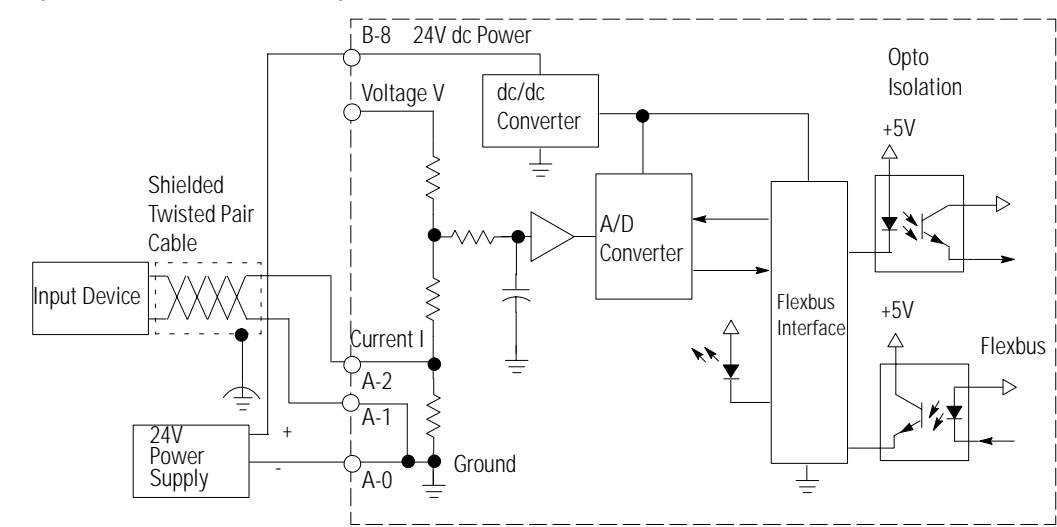 B-8 24V dc Power
Opto
Isolation
Voltage V
dc/dc
Converter
+5V
Shielded
Twisted Pair
Cable
A/D
Converter
Input Device
Flexbus
Interface
+5V
Current I
Flexbus
A-2
A-1
24V
Power
Supply
+
-
Ground
A-0